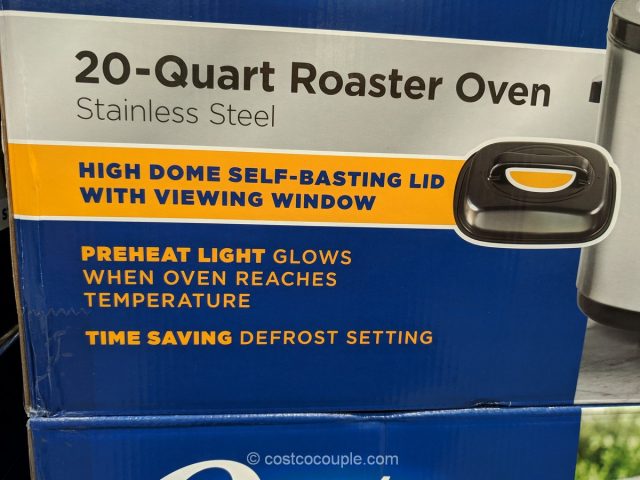 20-Quart Roaster Oven
Stainless Steel
HIGH DOME SELF-BASTING LID
WITH VIEWING WINDOW
PREHEAT LIGHT GLOWS
WHEN OVEN REACHES
TEMPERATURE
TIME SAVING DEFROST SETTING
© costcocouple.com